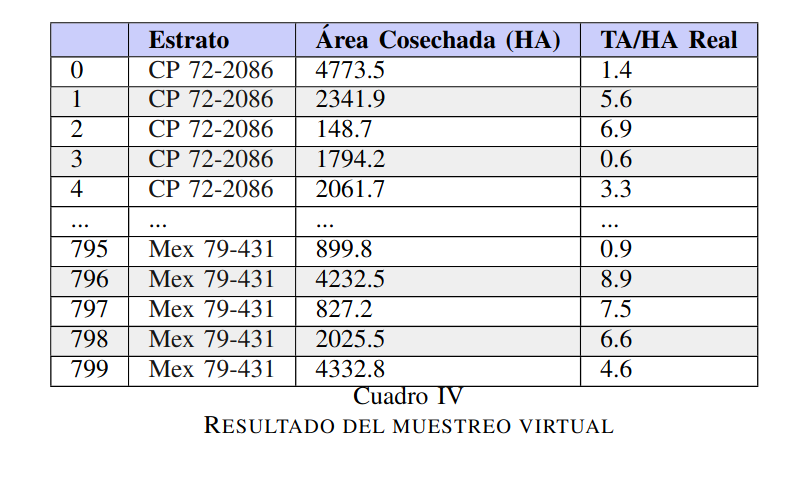 Estrato Área Cosechada (HA) TA/HA Real
0 CP 72-2086 4773.5 1.4
1 CP 72-2086 2341.9 5.6
2 CP 72-2086 148.7 6.9
3 CP 72-2086 1794.2 0.6
4 CP 72-2086 2061.7 3.3
... ... ... ...
795 Mex 79-431 899.8 0.9
796 Mex 79-431 4232.5 8.9
797 Mex 79-431 827.2 7.5
798 Mex 79-431 2025.5 6.6
799 Mex 79-431 4332.8 4.6
Cuadro IV
RESULTADO DEL MUESTREO VIRTUAL